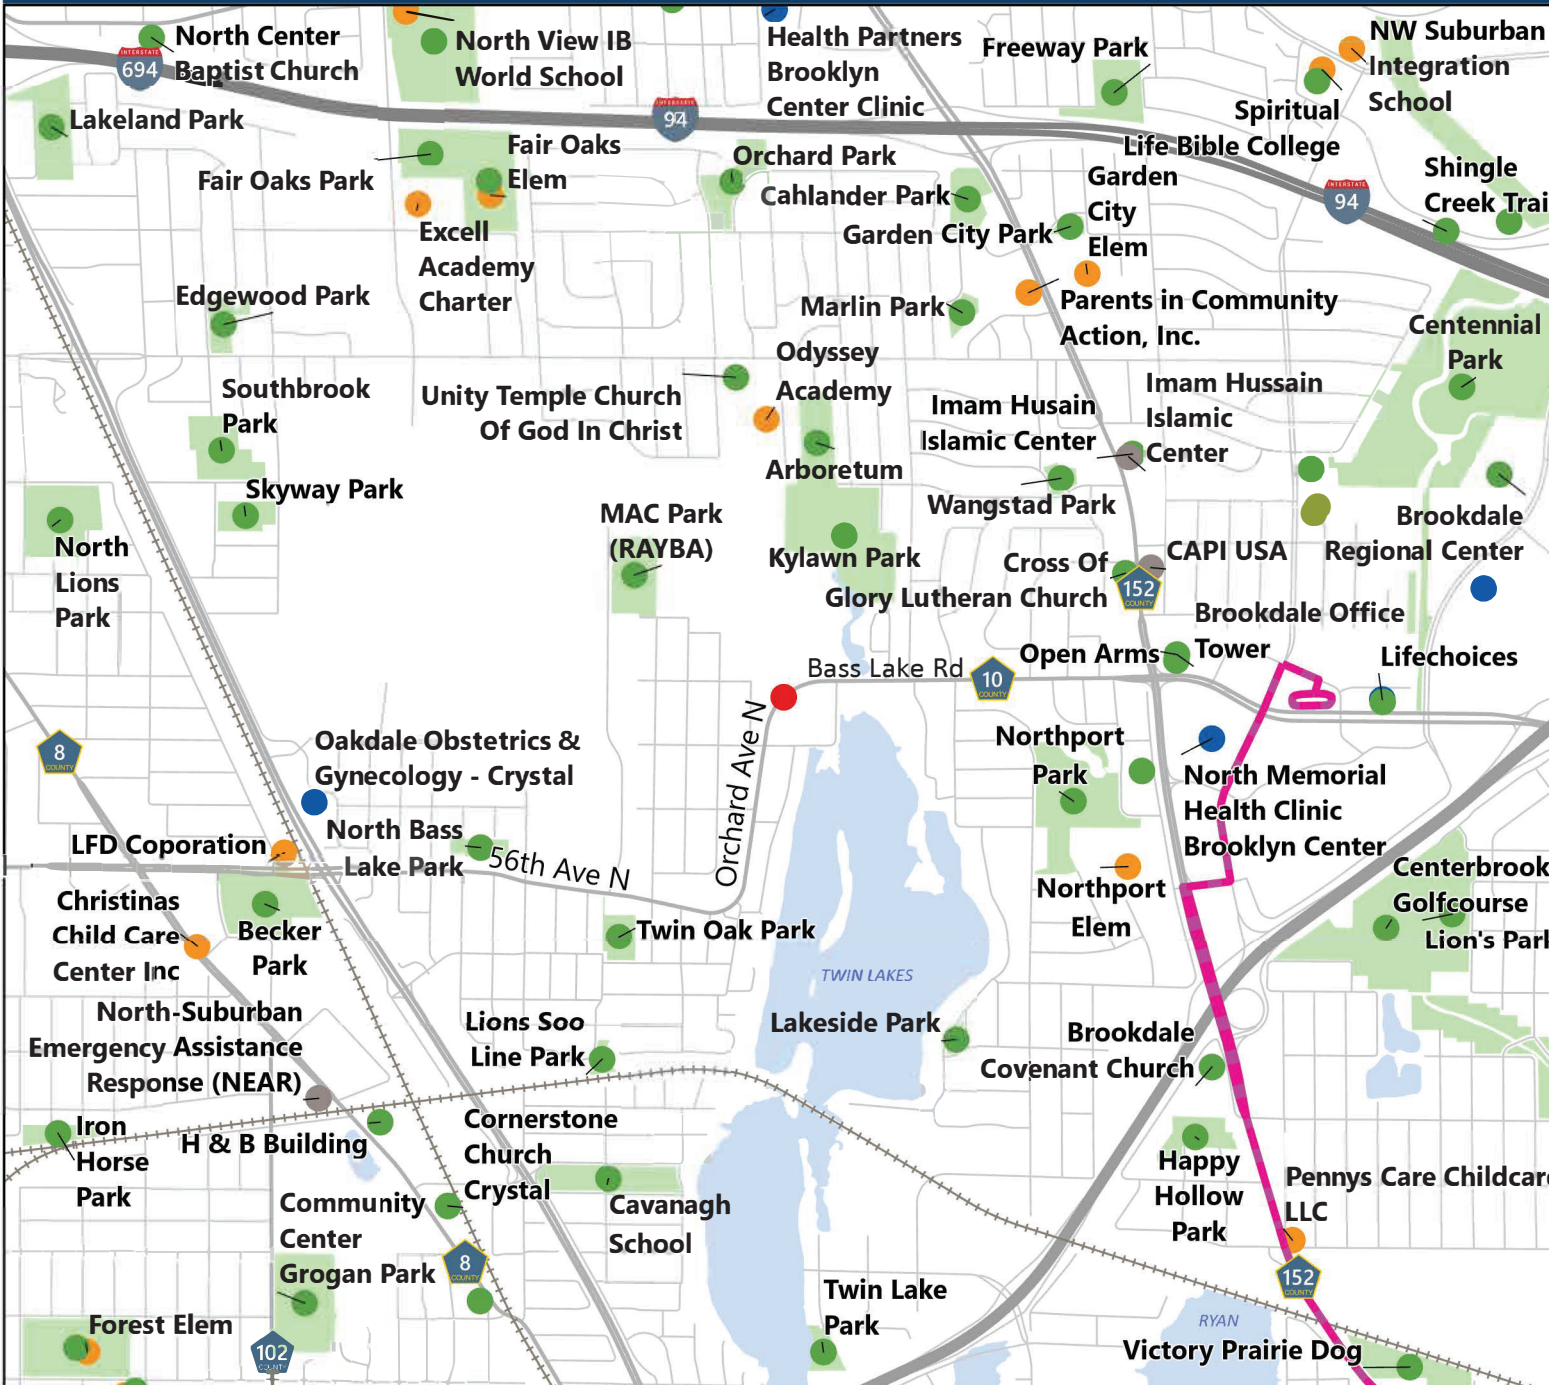 North Center
Baptist Church
INTERSTATE
694
North View IB
World School
Health Partners
Brooklyn
Center Clinic
Freeway Park
NW Suburban
Integration
School
Spiritual
Life Bible College
Lakeland Park
94
Fair Oaks
Elem
Fair Oaks Park
Orchard Park
Cahlander Park
Garden City Park
Garden
City
Elem
INTERSTATE
94
Shingle
Creek Trai
Excell
Academy
Charter
Edgewood Park
Marlin Park
Parents in Community
Action, Inc.
Centennial
Park
Southbrook
Park
Unity Temple Church
Of God In Christ
Odyssey
Academy
Imam Husain
Islamic Center
Imam Hussain
Islamic
Center
Arboretum
Skyway Park
Wangstad Park
North
Lions
Park
MAC Park
(RAYBA)
Kylawn Park
Cross Of
Glory Lutheran Church
CAPI USA
152
COUNTY
Brookdale
Regional Center
Brookdale Office
Tower
Open Arms
Lifechoices
Bass Lake Rd
10
COUNTY
Orchard Ave N
8
COUNTY
Oakdale Obstetrics &
Gynecology - Crystal
Northport
Park
North Memorial
Health Clinic
Brooklyn Center
LFD Coporation
North Bass
Lake Park
56th Ave N
Northport
Elem
Centerbrook
Golfcourse
Lion's Park
Christinas
Child Care
Center Inc
Becker
Park
Twin Oak Park
TWIN LAKES
North-Suburban
Emergency Assistance
Response (NEAR)
Lions Soo
Line Park
Lakeside Park
Brookdale
Covenant Church
Iron
Horse
Park
H & B Building
Cornerstone
Church
Crystal
Cavanagh
School
Happy
Hollow
Park
Pennys Care Childcare
LLC
Community
Center
Grogan Park
8
COUNTY
152
COUNTY
Twin Lake
Park
RYAN
Forest Elem
102
COUNTY
Victory Prairie Dog